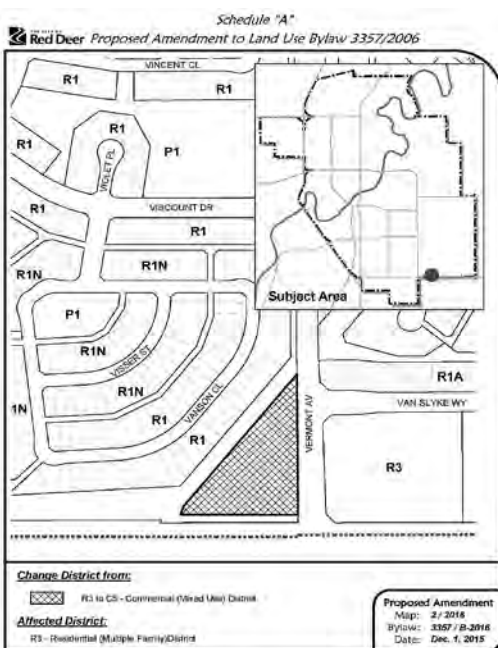 Schedule "A"
Red Deer Proposed Amendment to Land Use Bylaw 3357/2006
VINCENT CL
R1
R1
R1
VIOLET PL
P1
R1
R1
VISCOUNT DR
R1
R1N
R1N
P1
R1N
VISSER ST
R1N
1N
R1
VANSON CL
R1
Subject Area
R1A
VAN SLYKE WY
VERMONT AV
R3
Change District from:
R3 to C5 - Commercial (Mixed Use) District
Affected District:
R3 - Residential (Multiple Family) District
Proposed Amendment
Map: 2 / 2016
Bylaw: 3357 / B-2016
Date: Dec. 1, 2015